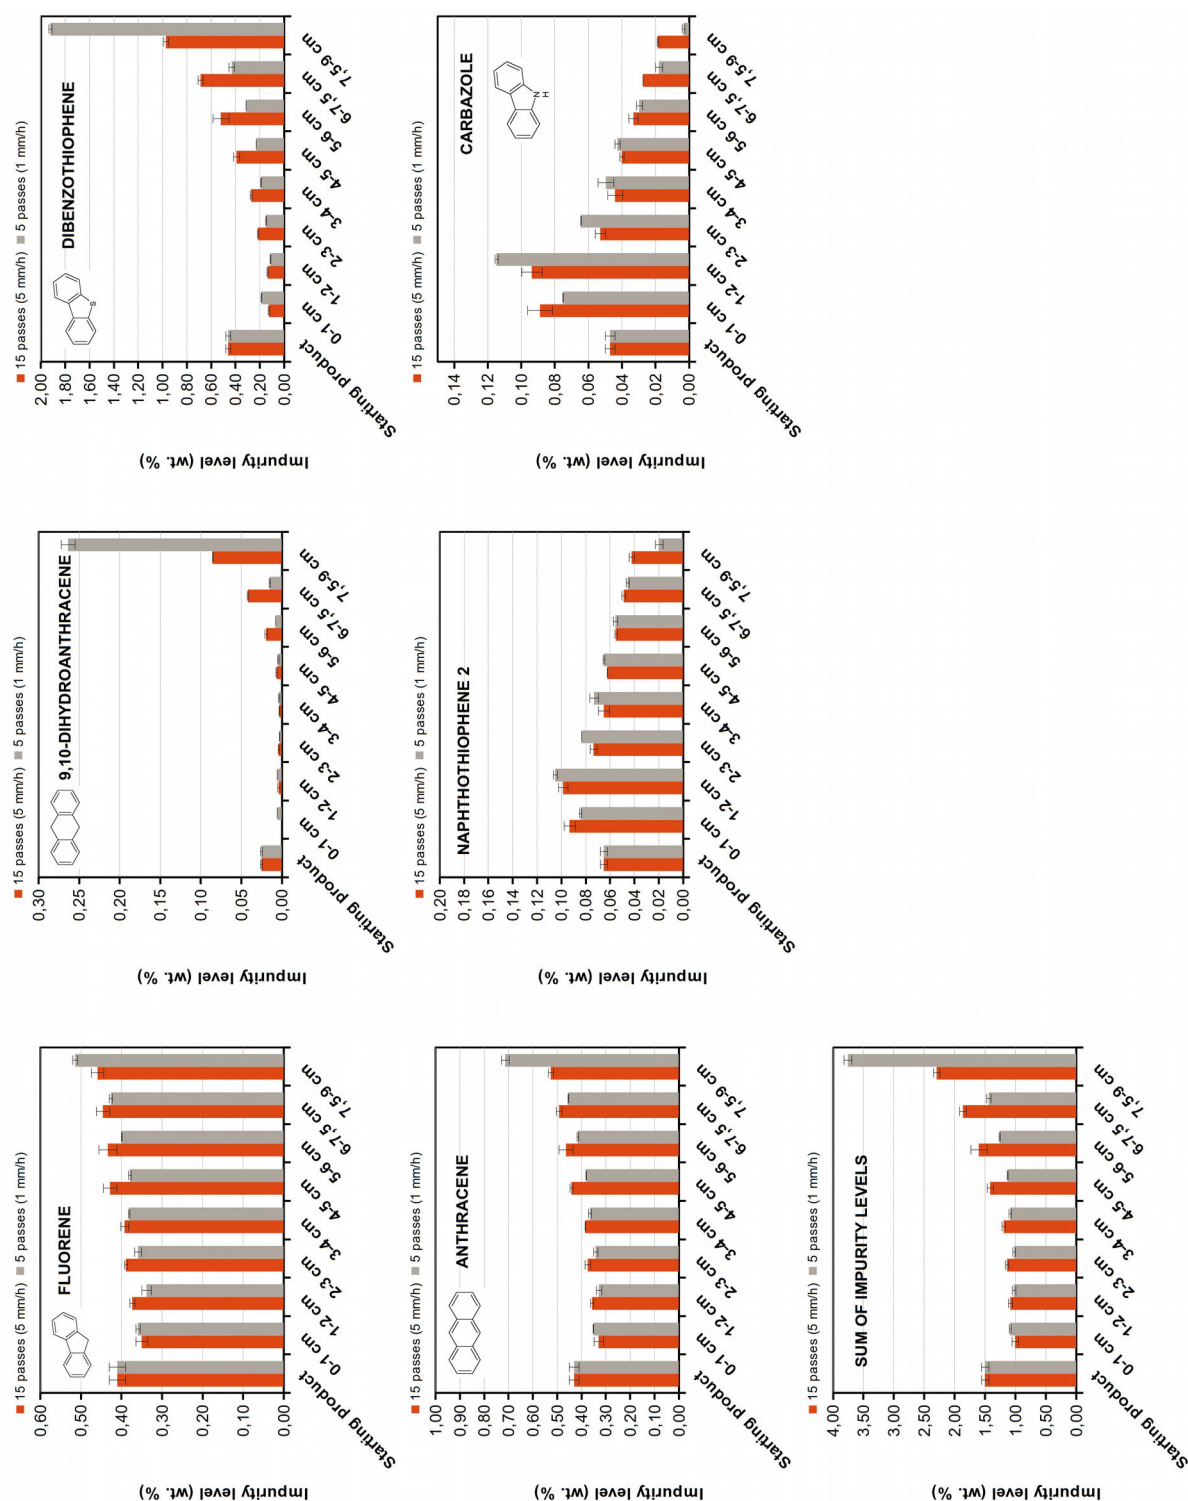 15 passes (5 mm/h) 5 passes (1 mm/h)
FLUORENE
Impurity level (wt. %)
0,60
0,50
0,40
0,30
0,20
0,10
0,00
Starting product
0-1 cm
1-2 cm
2-3 cm
3-4 cm
4-5 cm
5-6 cm
6-7,5 cm
7,5-9 cm
15 passes (5 mm/h) 5 passes (1 mm/h)
9,10-DIHYDROANTHRACENE
Impurity level (wt. %)
0,30
0,25
0,20
0,15
0,10
0,05
0,00
Starting product
0-1 cm
1-2 cm
2-3 cm
3-4 cm
4-5 cm
5-6 cm
6-7,5 cm
7,5-9 cm
15 passes (5 mm/h) 5 passes (1 mm/h)
DIBENZOTHIOPHENE
S
Impurity level (wt. %)
2,00
1,80
1,60
1,40
1,20
1,00
0,80
0,60
0,40
0,20
0,00
Starting product
0-1 cm
1-2 cm
2-3 cm
3-4 cm
4-5 cm
5-6 cm
6-7,5 cm
7,5-9 cm
15 passes (5 mm/h) 5 passes (1 mm/h)
ANTHRACENE
Impurity level (wt. %)
1,00
0,90
0,80
0,70
0,60
0,50
0,40
0,30
0,20
0,10
0,00
Starting product
0-1 cm
1-2 cm
2-3 cm
3-4 cm
4-5 cm
5-6 cm
6-7,5 cm
7,5-9 cm
15 passes (5 mm/h) 5 passes (1 mm/h)
NAPHTHOTHIOPHENE 2
Impurity level (wt. %)
0,20
0,18
0,16
0,14
0,12
0,10
0,08
0,06
0,04
0,02
0,00
Starting product
0-1 cm
1-2 cm
2-3 cm
3-4 cm
4-5 cm
5-6 cm
6-7,5 cm
7,5-9 cm
15 passes (5 mm/h) 5 passes (1 mm/h)
CARBAZOLE
N
H
Impurity level (wt. %)
0,14
0,12
0,10
0,08
0,06
0,04
0,02
0,00
Starting product
0-1 cm
1-2 cm
2-3 cm
3-4 cm
4-5 cm
5-6 cm
6-7,5 cm
7,5-9 cm
15 passes (5 mm/h) 5 passes (1 mm/h)
SUM OF IMPURITY LEVELS
Impurity level (wt. %)
4,00
3,50
3,00
2,50
2,00
1,50
1,00
0,50
0,00
Starting product
0-1 cm
1-2 cm
2-3 cm
3-4 cm
4-5 cm
5-6 cm
6-7,5 cm
7,5-9 cm